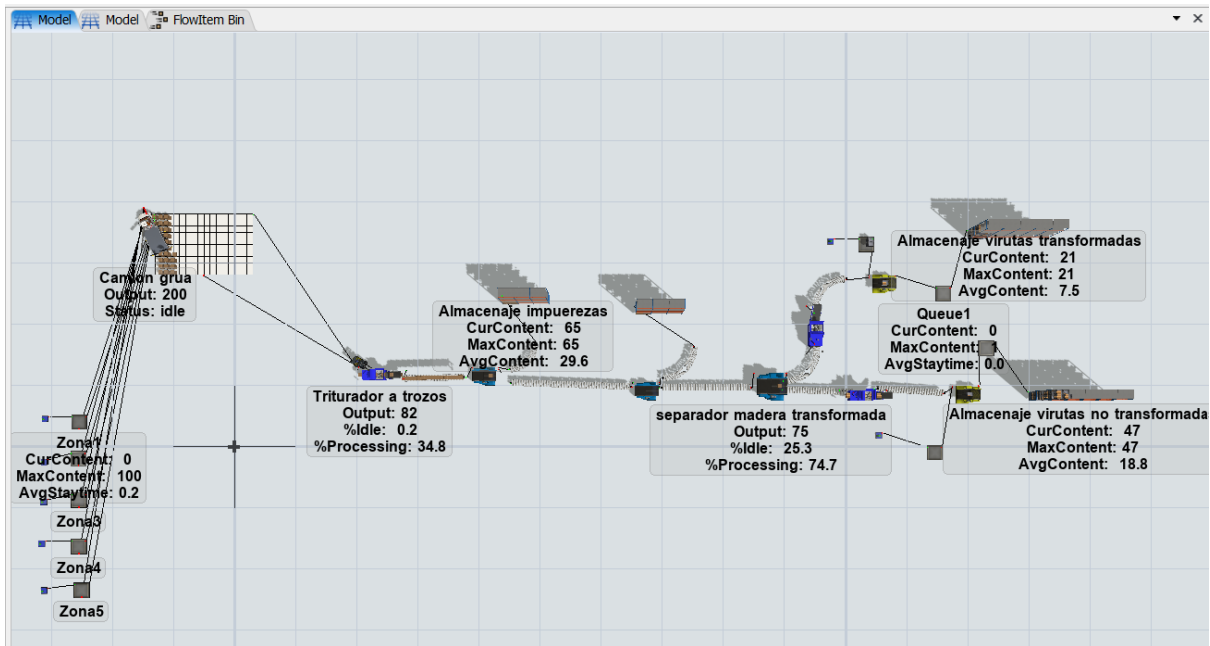 Model
Model
FlowItem Bin
Camion grua
Output: 200
Status: idle
Almacenaje impuerezas
CurContent: 65
MaxContent: 65
AvgContent: 29.6
Almacenaje virutas transformadas
CurContent: 21
MaxContent: 21
AvgContent: 7.5
Queue1
CurContent: 0
MaxContent: 1
AvgStaytime: 0.0
Triturador a trozos
Output: 82
%Idle: 0.2
%Processing: 34.8
separador madera transformada
Output: 75
%Idle: 25.3
%Processing: 74.7
Almacenaje virutas no transformada
CurContent: 47
MaxContent: 47
AvgContent: 18.8
Zona1
CurContent: 0
MaxContent: 100
AvgStaytime: 0.2
Zona3
Zona4
Zona5